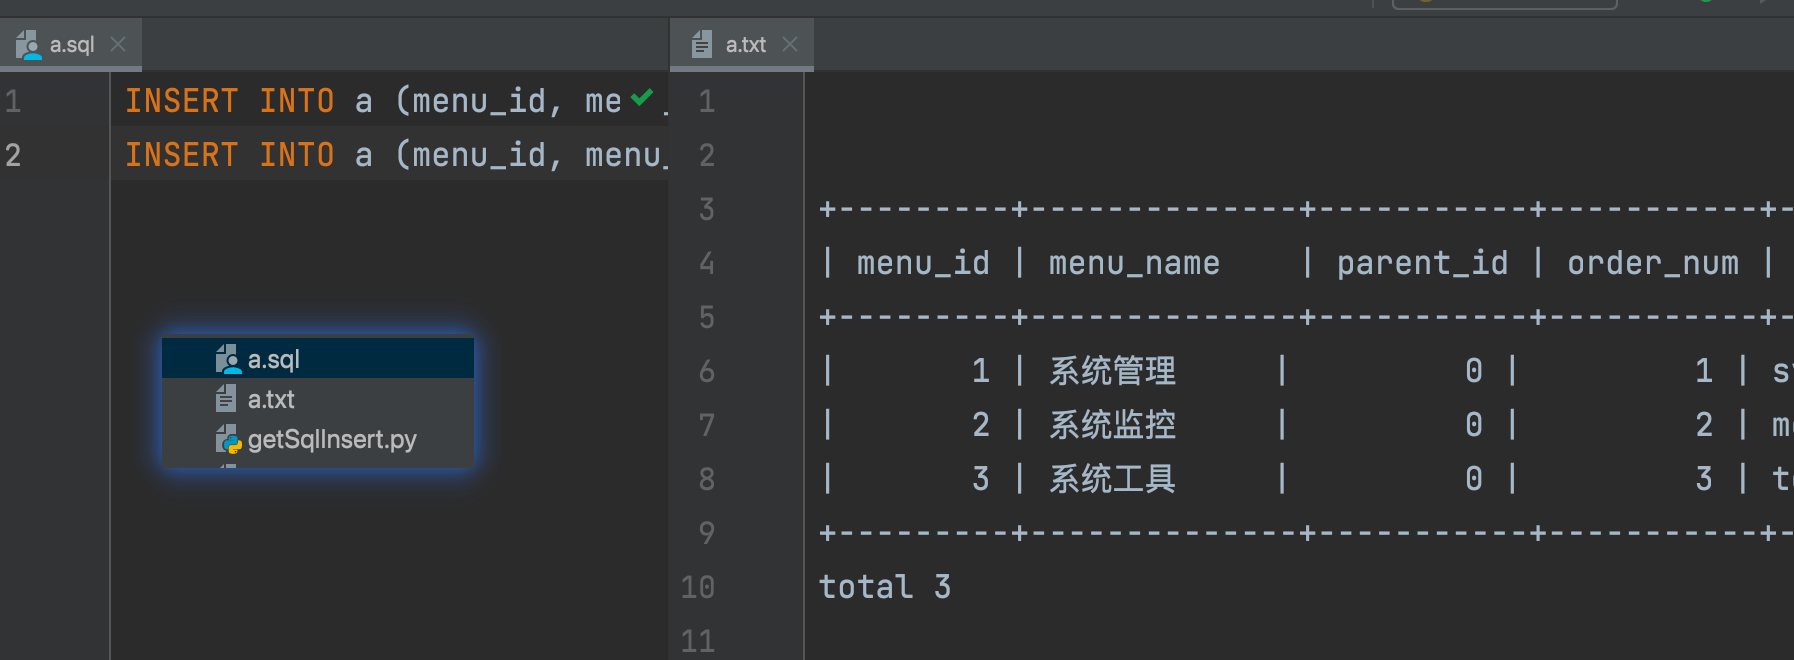 a.sql
1 INSERT INTO a (menu_id, me
2 INSERT INTO a (menu_id, menu_
a.sql
a.txt
getSqlInsert.py
a.txt
1
2
3 +---------+--------------+-----------+-----------+-
4 | menu_id | menu_name    | parent_id | order_num |
5 +---------+--------------+-----------+-----------+-
6 |       1 | 系统管理     |         0 |         1 |
7 |       2 | 系统监控     |         0 |         2 |
8 |       3 | 系统工具     |         0 |         3 |
9 +---------+--------------+-----------+-----------+-
10 total 3
11